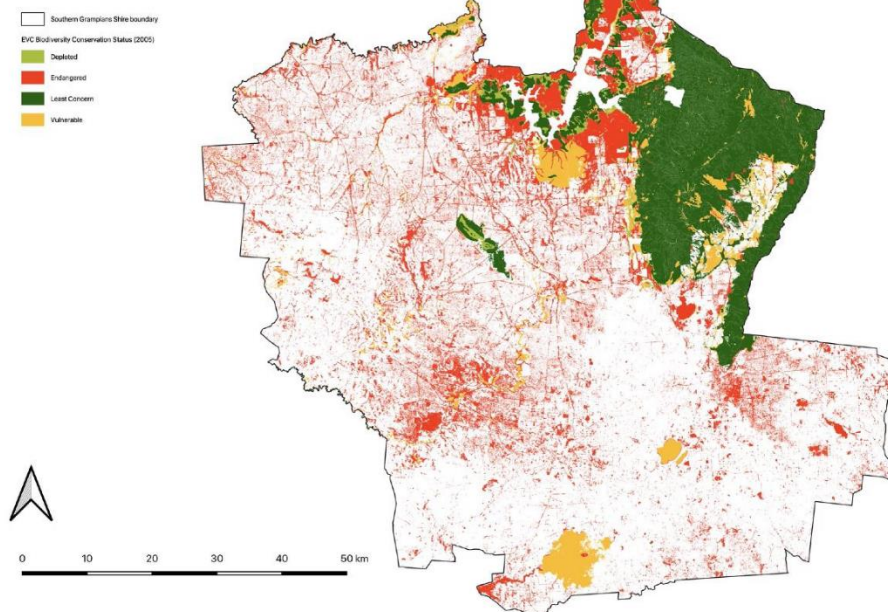 Southern Grampians Shire boundary
EVC Biodiversity Conservation Status (2005)
Depleted
Endangered
Least Concern
Vulnerable
0 10 20 30 40 50 km